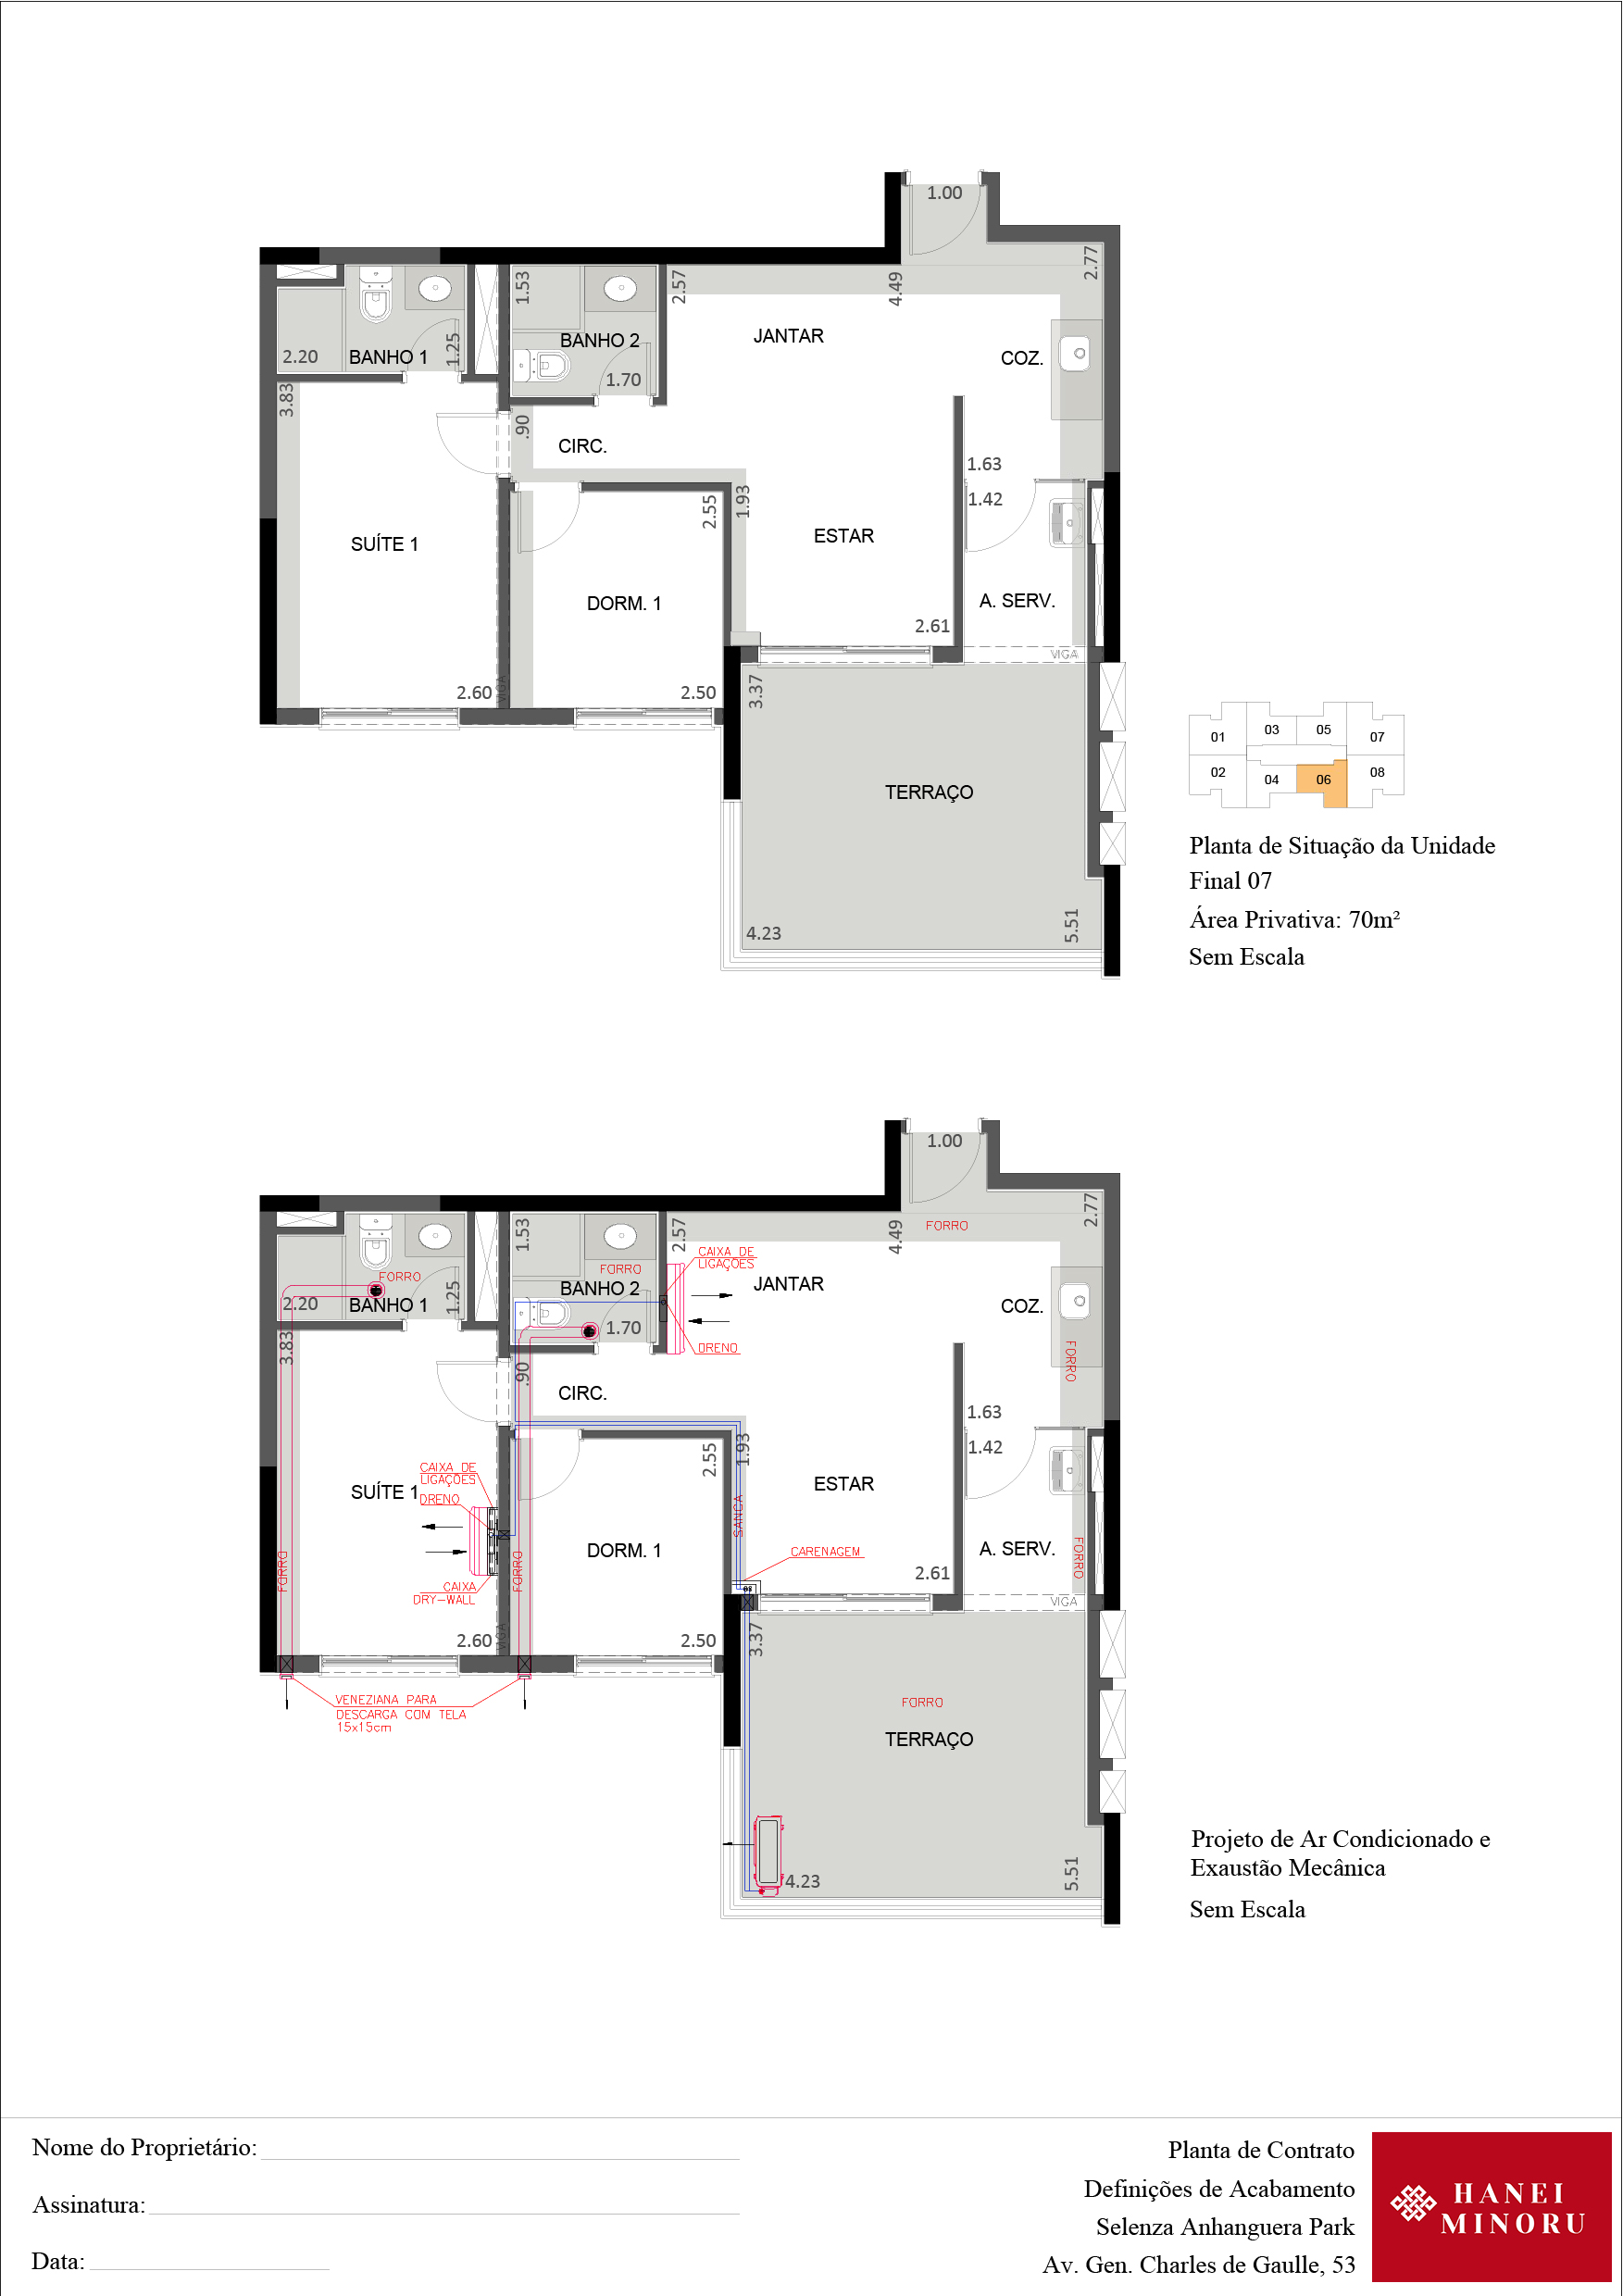 1.00
2.77
1.53
2.57
4.49
JANTAR
BANHO 2
COZ.
2.20
BANHO 1
1.25
1.70
3.83
.90
CIRC.
1.63
1.42
2.55
1.93
ESTAR
SUÍTE 1
DORM. 1
A. SERV.
2.61
VIGA
2.60
VIGA
2.50
3.37
TERRAÇO
4.23
5.51
01
03
05
07
02
04
06
08
Planta de Situação da Unidade
Final 07
Área Privativa: 70m²
Sem Escala
1.00
2.77
FORRO
1.53
2.57
4.49
CAIXA DE
LIGAÇÕES
FORRO
FORRO
JANTAR
BANHO 2
COZ.
2.20
BANHO 1
1.25
1.70
DRENO
FORRO
3.83
.90
CIRC.
1.63
1.42
2.55
1.93
CAIXA DE
LIGAÇÕES
ESTAR
SUÍTE 1
DRENO
SANCA
DORM. 1
CARENAGEM
A. SERV.
FORRO
FORRO
FORRO
CAIXA
DRY-WALL
2.61
VIGA
2.60
VIGA
2.50
3.37
VENEZIANA PARA
DESCARGA COM TELA
15x15cm
FORRO
TERRAÇO
4.23
5.51
Projeto de Ar Condicionado e
Exaustão Mecânica
Sem Escala
Nome do Proprietário:
Assinatura:
Data:
Planta de Contrato
Definições de Acabamento
Selenza Anhanguera Park
Av. Gen. Charles de Gaulle, 53
HANEI
MINORU